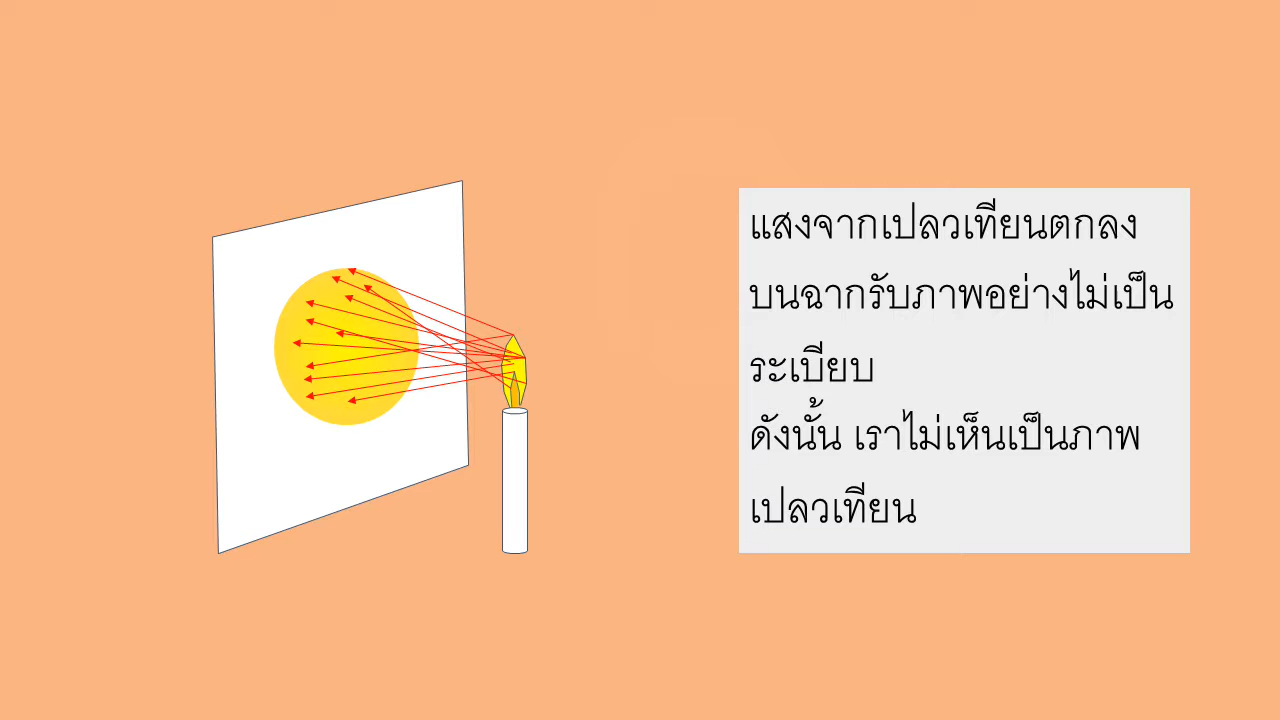 แสงจากเปลวเทียนตกลง
บนฉากรับภาพอย่างไม่เป็น
ระเบียบ
ดังนั้น เราไม่เห็นเป็นภาพ
เปลวเทียน